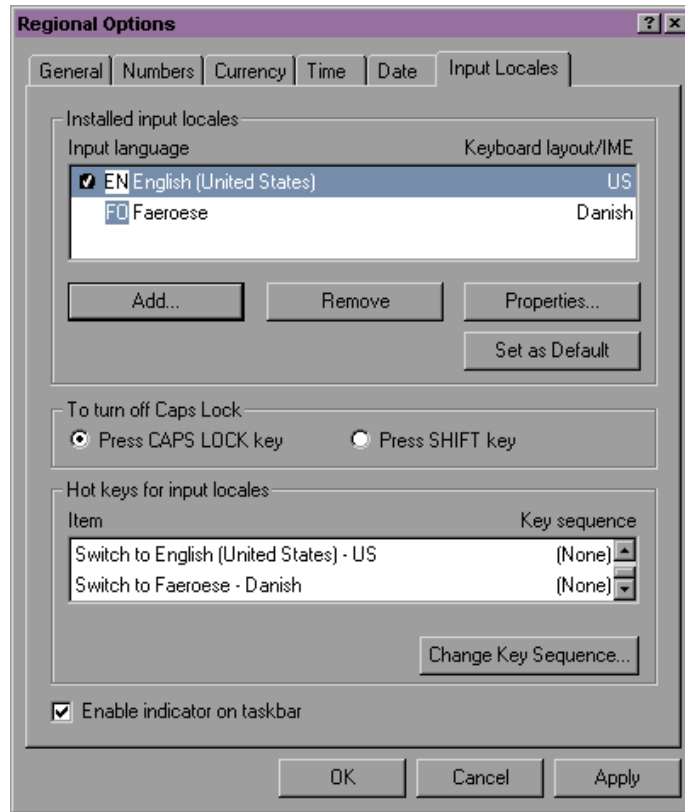 Regional Options
General Numbers Currency Time Date Input Locales
Installed input locales
Input language Keyboard layout/IME
EN English (United States) US
FO Faeroese Danish
Add... Remove Properties...
Set as Default
To turn off Caps Lock
Press CAPS LOCK key Press SHIFT key
Hot keys for input locales
Item Key sequence
Switch to English (United States) - US (None)
Switch to Faeroese - Danish (None)
Change Key Sequence...
Enable indicator on taskbar
OK Cancel Apply